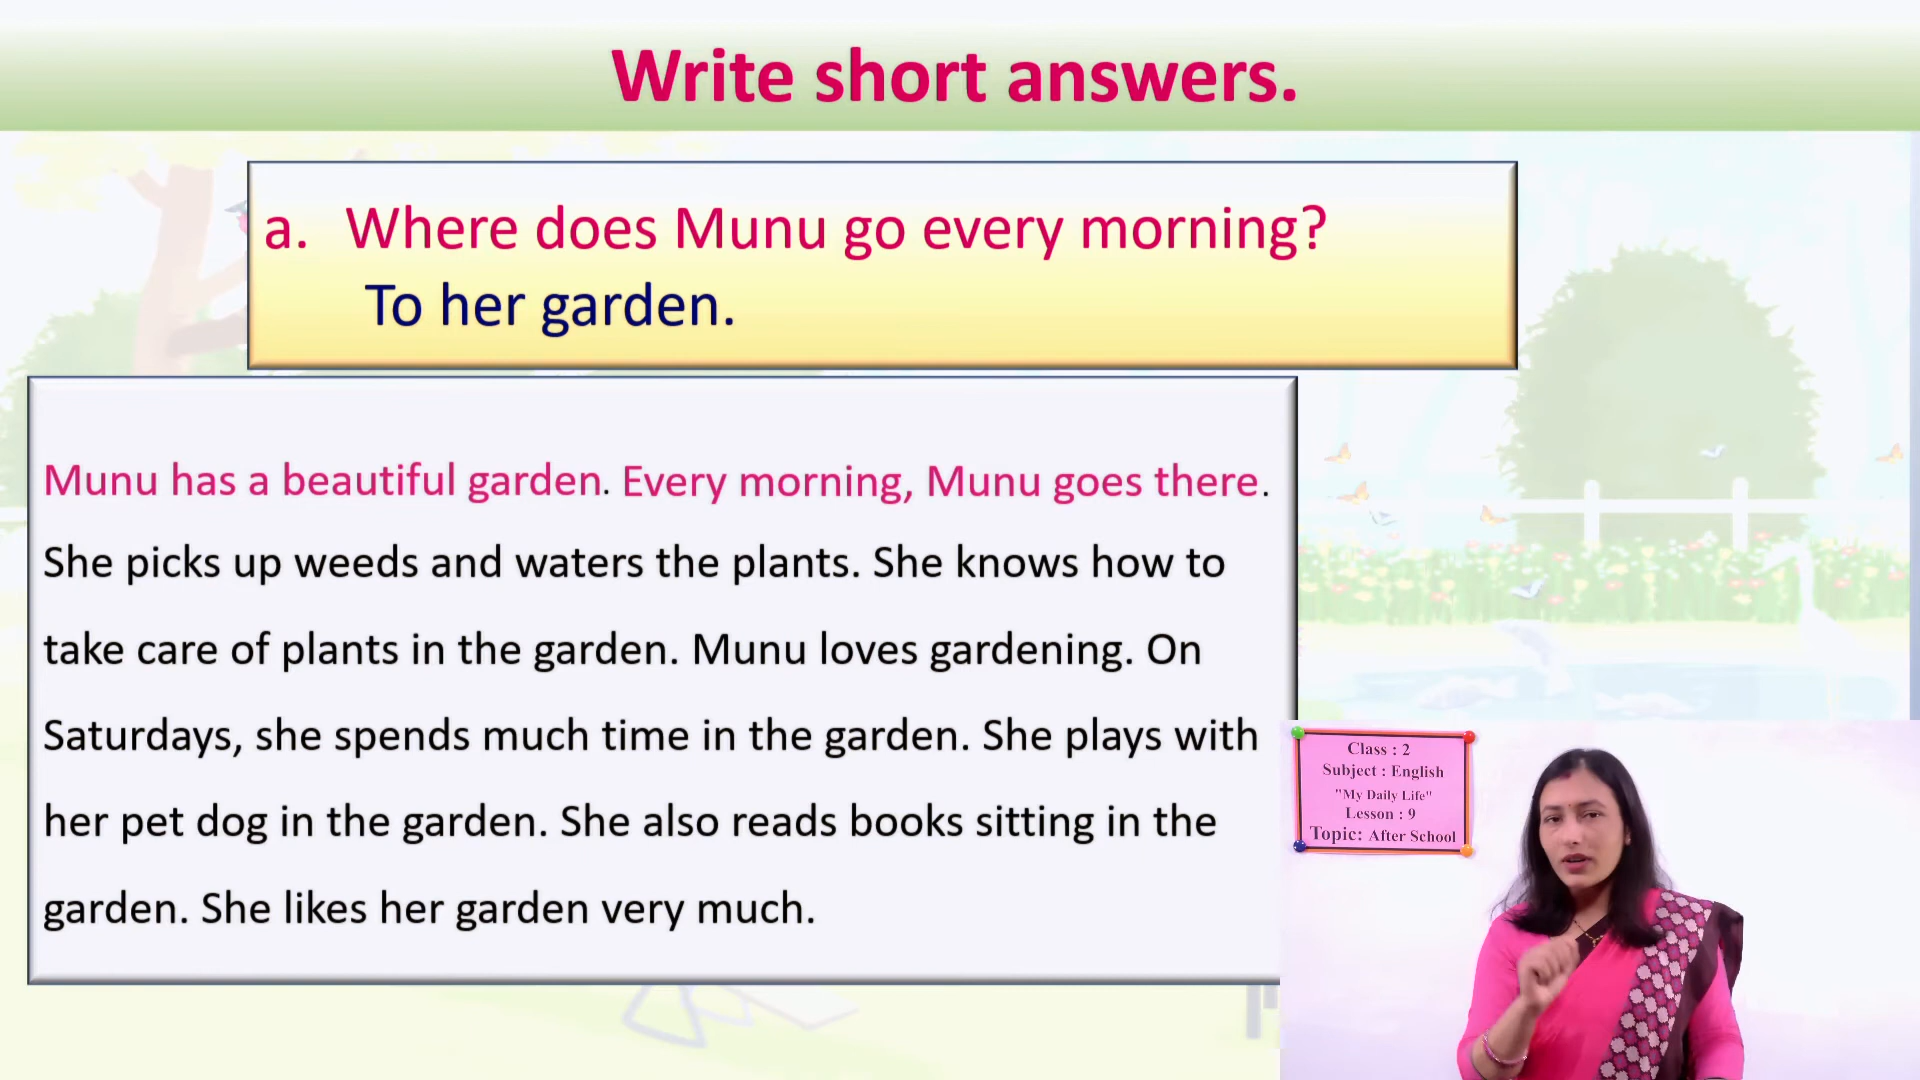 Write short answers.
a. Where does Munu go every morning?
To her garden.
Munu has a beautiful garden. Every morning, Munu goes there.
She picks up weeds and waters the plants. She knows how to
take care of plants in the garden. Munu loves gardening. On
Saturdays, she spends much time in the garden. She plays with
her pet dog in the garden. She also reads books sitting in the
garden. She likes her garden very much.
Class : 2
Subject : English
"My Daily Life"
Lesson : 9
Topic: After School